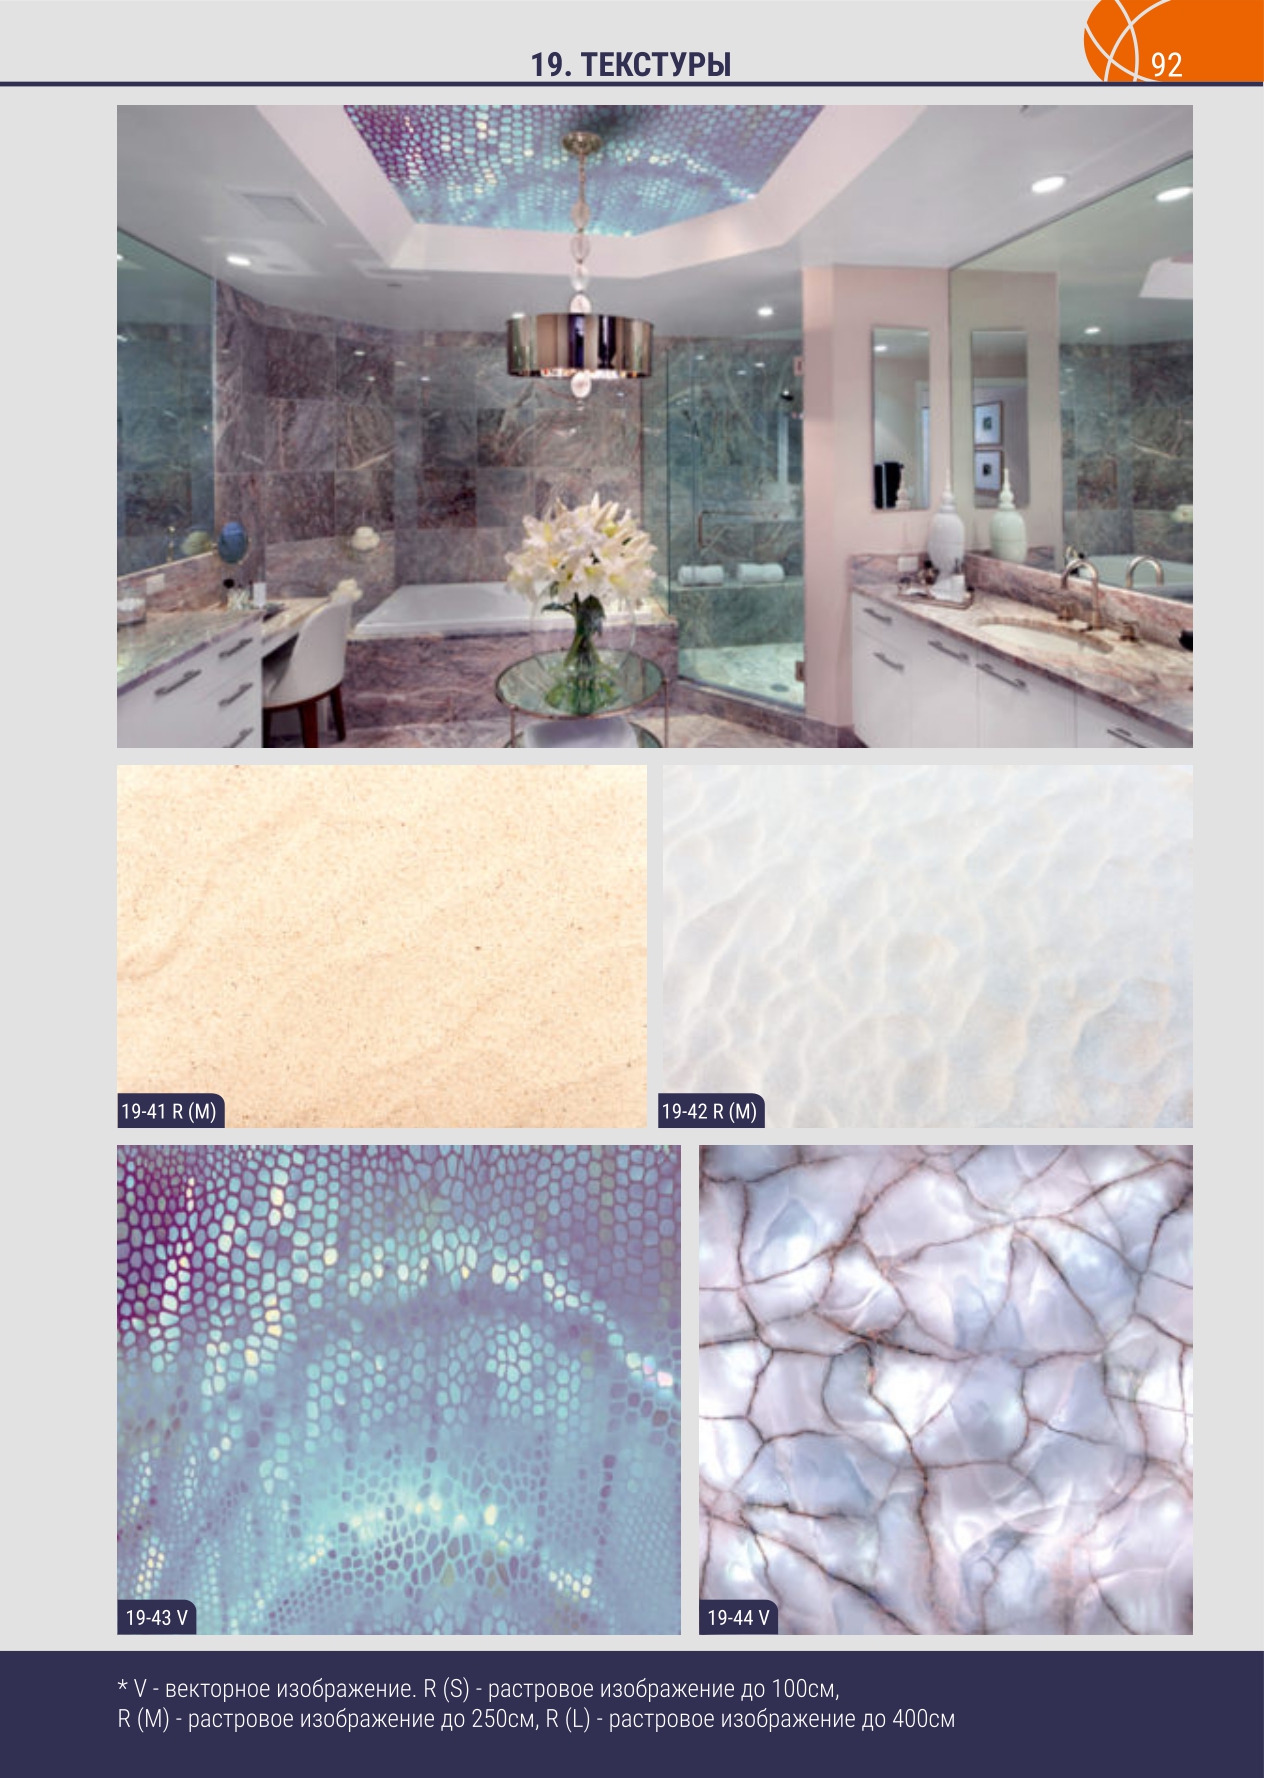 19. ТЕКСТУРЫ
92
19-41 R (M)
19-42 R (M)
19-43 V
19-44 V
* V - векторное изображение. R (S) - растровое изображение до 100см,
R (M) - растровое изображение до 250см, R (L) - растровое изображение до 400см